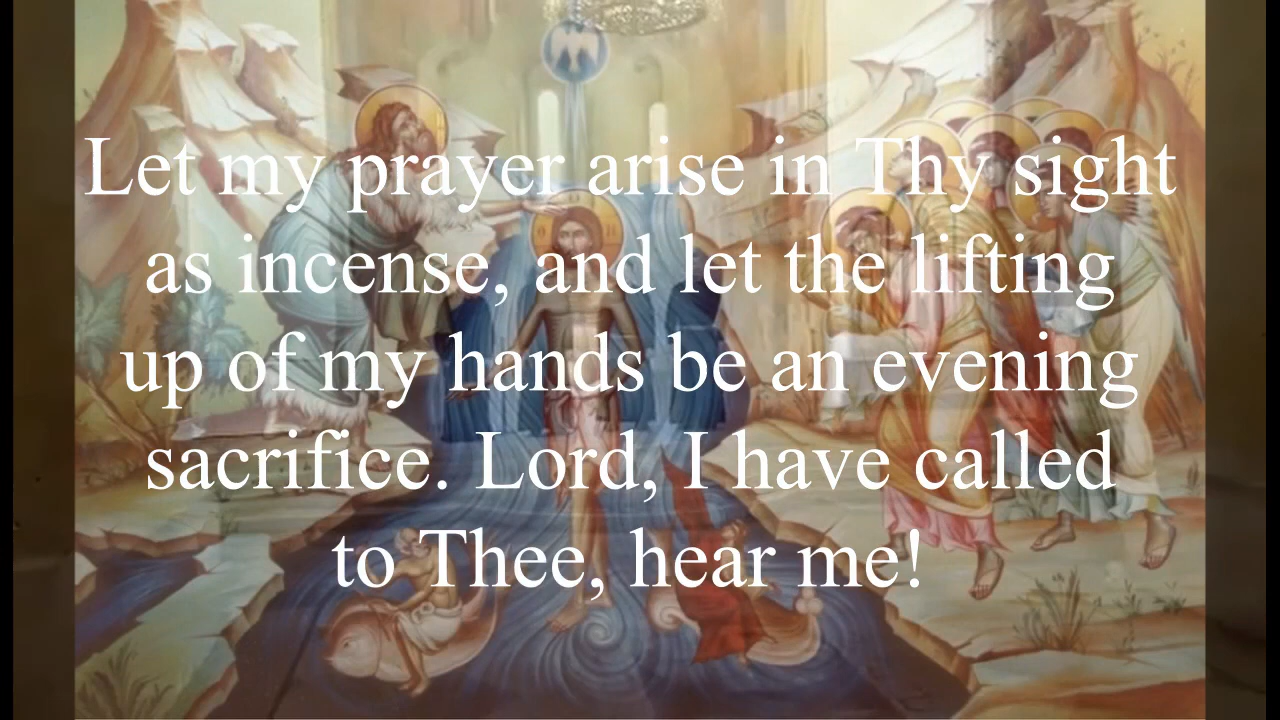 Let my prayer arise in Thy sight
as incense, and let the lifting
up of my hands be an evening
sacrifice. Lord, I have called
to Thee, hear me!